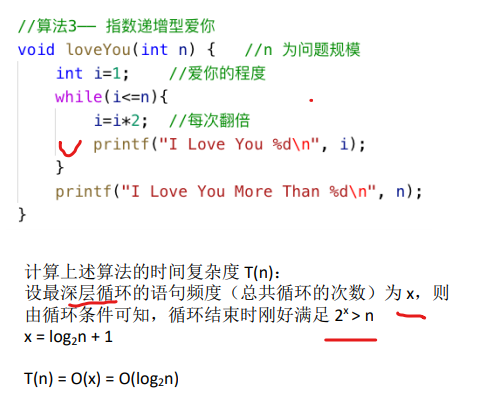 //算法3—— 指数递增型爱你
void loveYou(int n) {   //n 为问题规模
    int i=1;    //爱你的程度
    while(i<=n){
        i=i*2;  //每次翻倍
        printf("I Love You %d\n", i);
    }
    printf("I Love You More Than %d\n", n);
}
计算上述算法的时间复杂度 T(n)：
设最深层循环的语句频度（总共循环的次数）为 x，则
由循环条件可知，循环结束时刚好满足 2ˣ > n
x = log₂n + 1
T(n) = O(x) = O(log₂n)